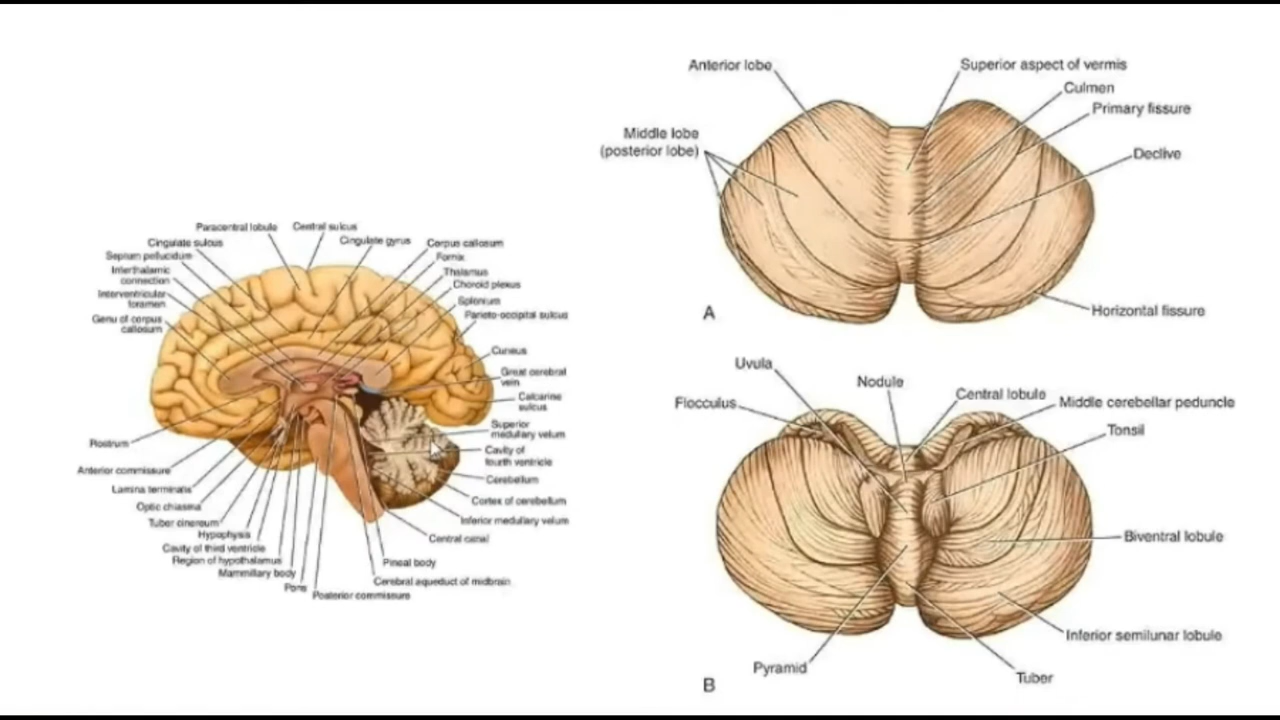 Paracentral lobule
Central sulcus
Cingulate sulcus
Cingulate gyrus
Corpus callosum
Septum pellucidum
Fornix
Interthalamic
connection
Thalamus
Choroid plexus
Interventricular
foramen
Splenium
Genu of corpus
callosum
Parieto-occipital sulcus
Cuneus
Great cerebral
vein
Calcarine
sulcus
Superior
medullary velum
Rostrum
Cavity of
fourth ventricle
Anterior commissure
Cerebellum
Lamina terminalis
Cortex of cerebellum
Optic chiasma
Inferior medullary velum
Tuber cinereum
Hypophysis
Central canal
Cavity of third ventricle
Region of hypothalamus
Pineal body
Mammillary body
Cerebral aqueduct of midbrain
Pons
Posterior commissure
Anterior lobe
Superior aspect of vermis
Culmen
Primary fissure
Middle lobe
(posterior lobe)
Declive
A
Horizontal fissure
Uvula
Nodule
Central lobule
Flocculus
Middle cerebellar peduncle
Tonsil
Biventral lobule
Inferior semilunar lobule
Pyramid
Tuber
B